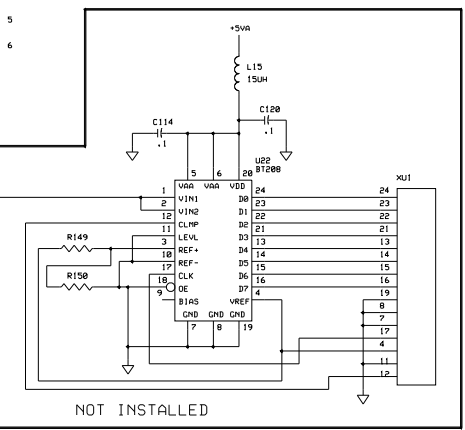 5
6
+5VA
L15
15UH
C114
.1
C120
.1
U22
BT208
XU1
5 6 20
VAA VAA VDD
1 VIN1 D0 24 24
2 VIN2 D1 23 23
12 CLMP D2 22 22
11 LEVL D3 21 21
R149
3 REF+ D4 13 13
10 REF- D5 14 14
17 CLK D6 15 15
R150
18 OE D7 16 16
9 BIAS VREF 4 19
GND GND GND
7 8 19
8
7
17
4
11
12
NOT INSTALLED